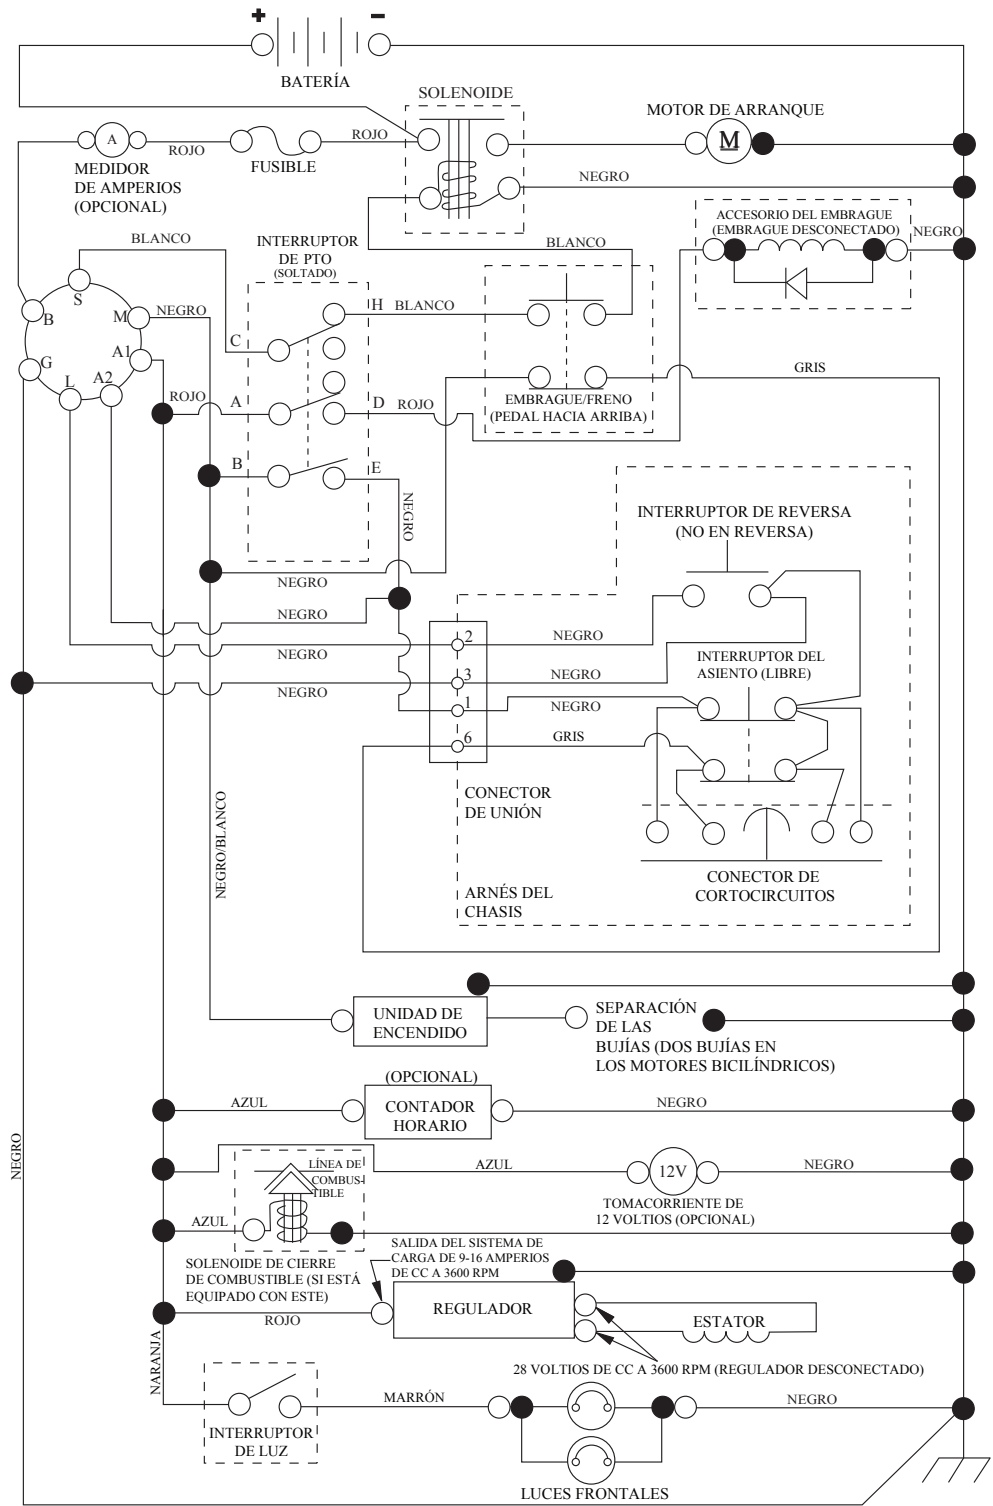 + −
BATERÍA
SOLENOIDE
MOTOR DE ARRANQUE
A
ROJO
FUSIBLE
ROJO
M
MEDIDOR
DE AMPERIOS
(OPCIONAL)
NEGRO
ACCESORIO DEL EMBRAGUE
(EMBRAGUE DESCONECTADO)
NEGRO
BLANCO
INTERRUPTOR
DE PTO
(SOLTADO)
BLANCO
S
B
M
NEGRO
H
BLANCO
C
A1
G
L
A2
ROJO
A
D
ROJO
GRIS
EMBRAGUE/FRENO
(PEDAL HACIA ARRIBA)
B
E
NEGRO
INTERRUPTOR DE REVERSA
(NO EN REVERSA)
NEGRO
NEGRO
NEGRO
2
NEGRO
INTERRUPTOR DEL
ASIENTO (LIBRE)
NEGRO
3
NEGRO
1
NEGRO
6
GRIS
CONECTOR
DE UNIÓN
NEGRO/BLANCO
CONECTOR DE
CORTOCIRCUITOS
ARNÉS DEL
CHASIS
UNIDAD DE
ENCENDIDO
SEPARACIÓN
DE LAS
BUJÍAS (DOS BUJÍAS EN
LOS MOTORES BICILÍNDRICOS)
(OPCIONAL)
AZUL
CONTADOR
HORARIO
NEGRO
NEGRO
LÍNEA DE
COMBUS-
TIBLE
AZUL
12V
NEGRO
TOMACORRIENTE DE
12 VOLTIOS (OPCIONAL)
AZUL
SOLENOIDE DE CIERRE
DE COMBUSTIBLE (SI ESTÁ
EQUIPADO CON ESTE)
SALIDA DEL SISTEMA DE
CARGA DE 9-16 AMPERIOS
DE CC A 3600 RPM
ROJO
REGULADOR
ESTATOR
28 VOLTIOS DE CC A 3600 RPM (REGULADOR DESCONECTADO)
NARANJA
MARRÓN
NEGRO
INTERRUPTOR
DE LUZ
LUCES FRONTALES